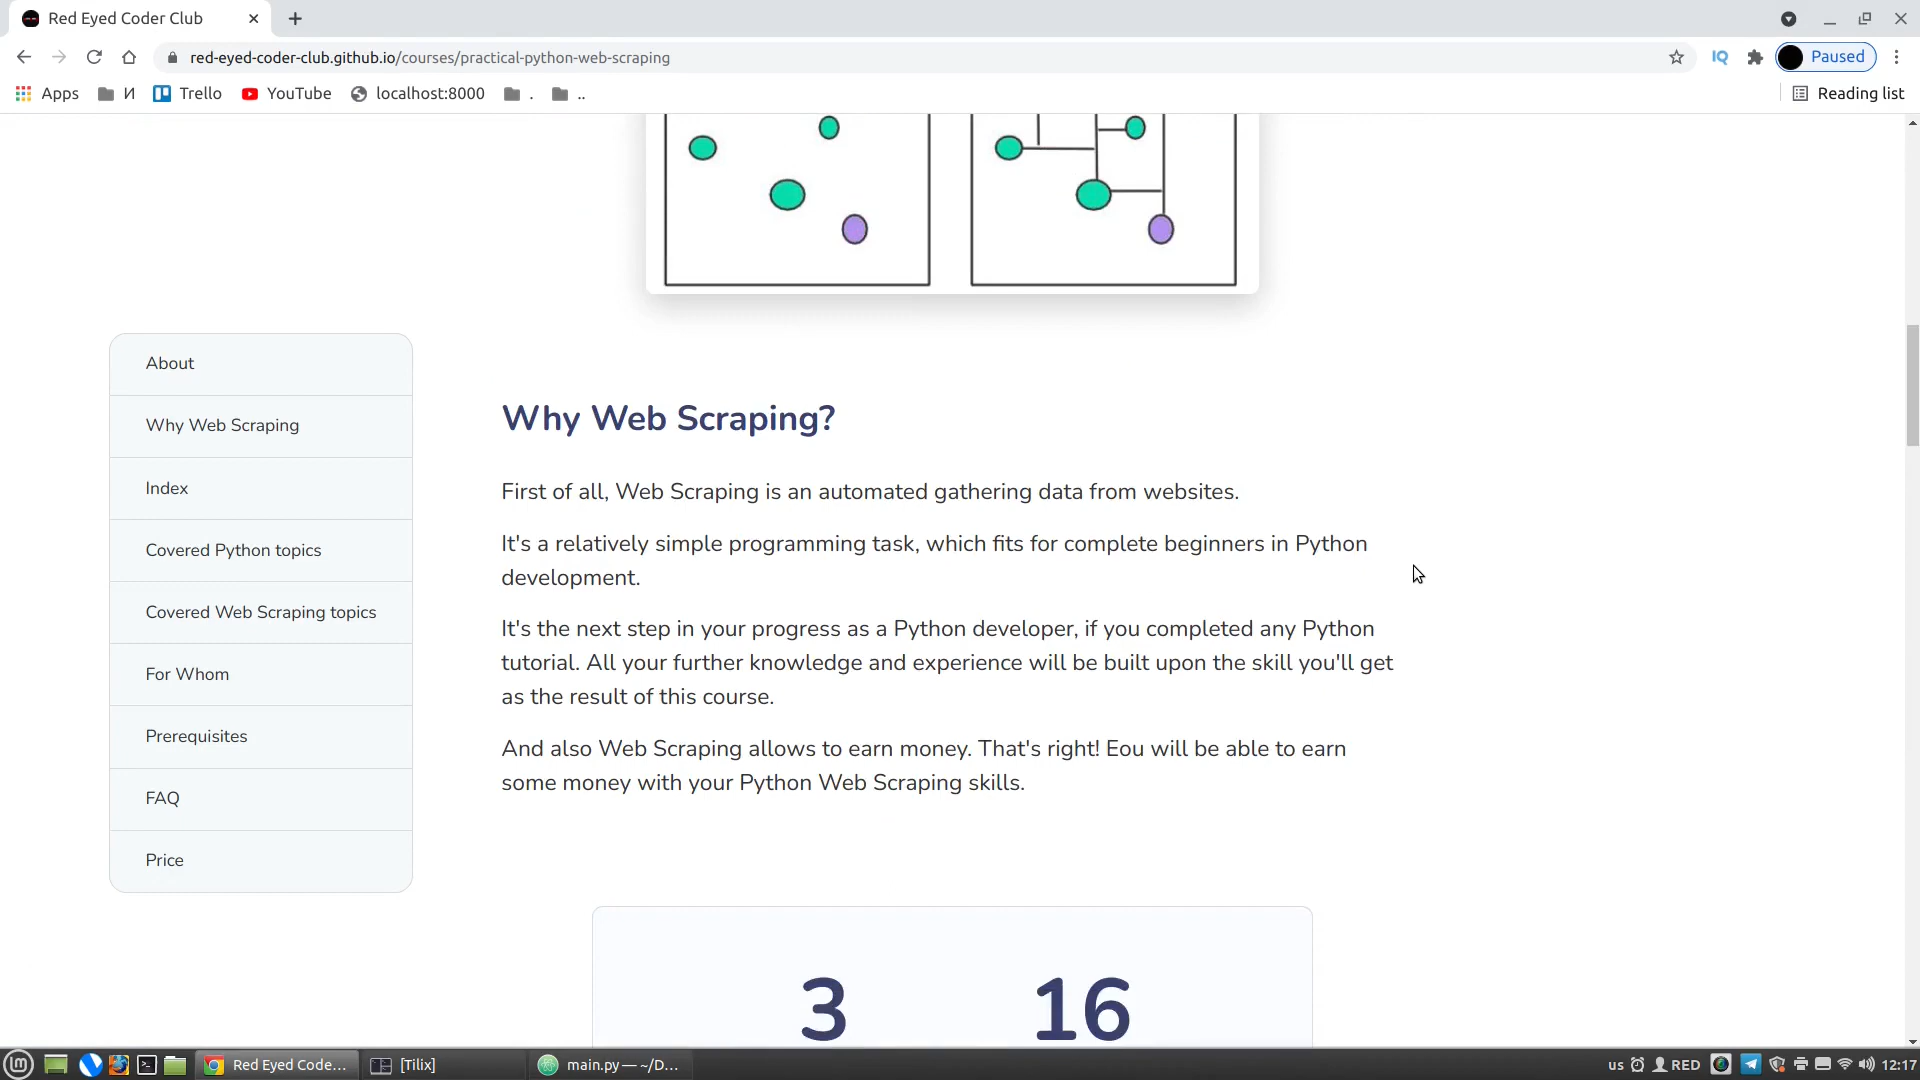 Red Eyed Coder Club
red-eyed-coder-club.github.io/courses/practical-python-web-scraping
IQ
Paused
Apps
И
Trello
YouTube
localhost:8000
.
..
Reading list
About
Why Web Scraping
Index
Covered Python topics
Covered Web Scraping topics
For Whom
Prerequisites
FAQ
Price
Why Web Scraping?
First of all, Web Scraping is an automated gathering data from websites.
It's a relatively simple programming task, which fits for complete beginners in Python
development.
It's the next step in your progress as a Python developer, if you completed any Python
tutorial. All your further knowledge and experience will be built upon the skill you'll get
as the result of this course.
And also Web Scraping allows to earn money. That's right! Eou will be able to earn
some money with your Python Web Scraping skills.
3 16
Red Eyed Code...
[Tilix]
main.py — ~/D...
us
RED
12:17